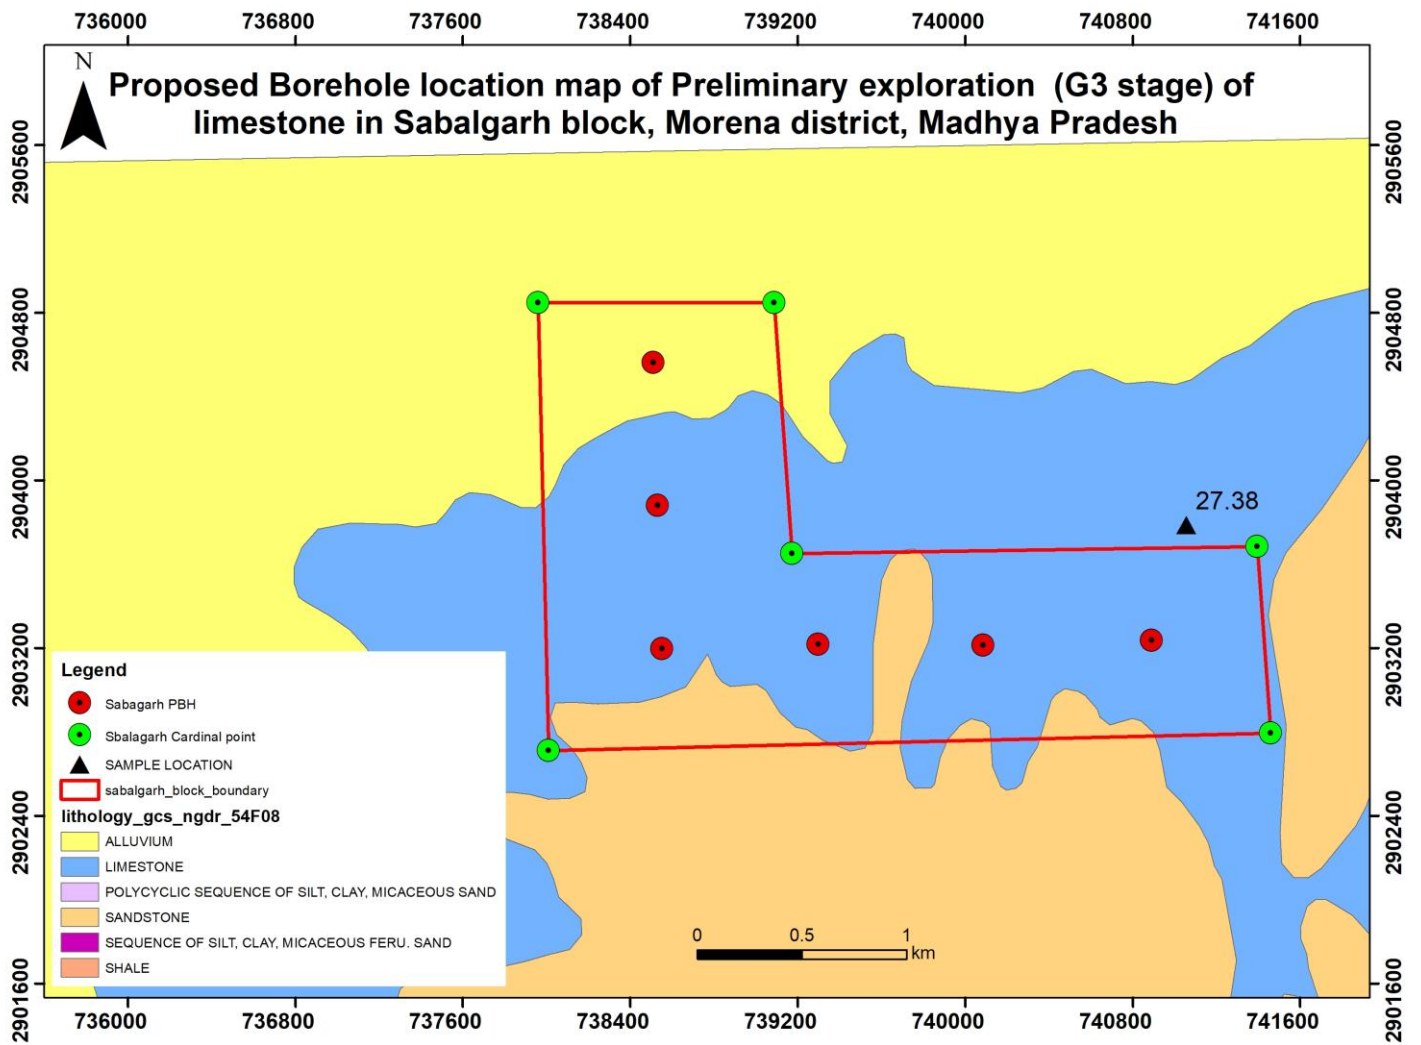 736000 736800 737600 738400 739200 740000 740800 741600
N
Proposed Borehole location map of Preliminary exploration (G3 stage) of
limestone in Sabalgarh block, Morena district, Madhya Pradesh
2905600 2905600
2904800 2904800
2904000 2904000
27.38
2903200 2903200
Legend
Sabagarh PBH
Sbalagarh Cardinal point
SAMPLE LOCATION
sabalgarh_block_boundary
lithology_gcs_ngdr_54F08
2902400 2902400
ALLUVIUM
LIMESTONE
POLYCYCLIC SEQUENCE OF SILT, CLAY, MICACEOUS SAND
SANDSTONE
SEQUENCE OF SILT, CLAY, MICACEOUS FERU. SAND
SHALE
0 0.5 1
km
2901600 2901600
736000 736800 737600 738400 739200 740000 740800 741600